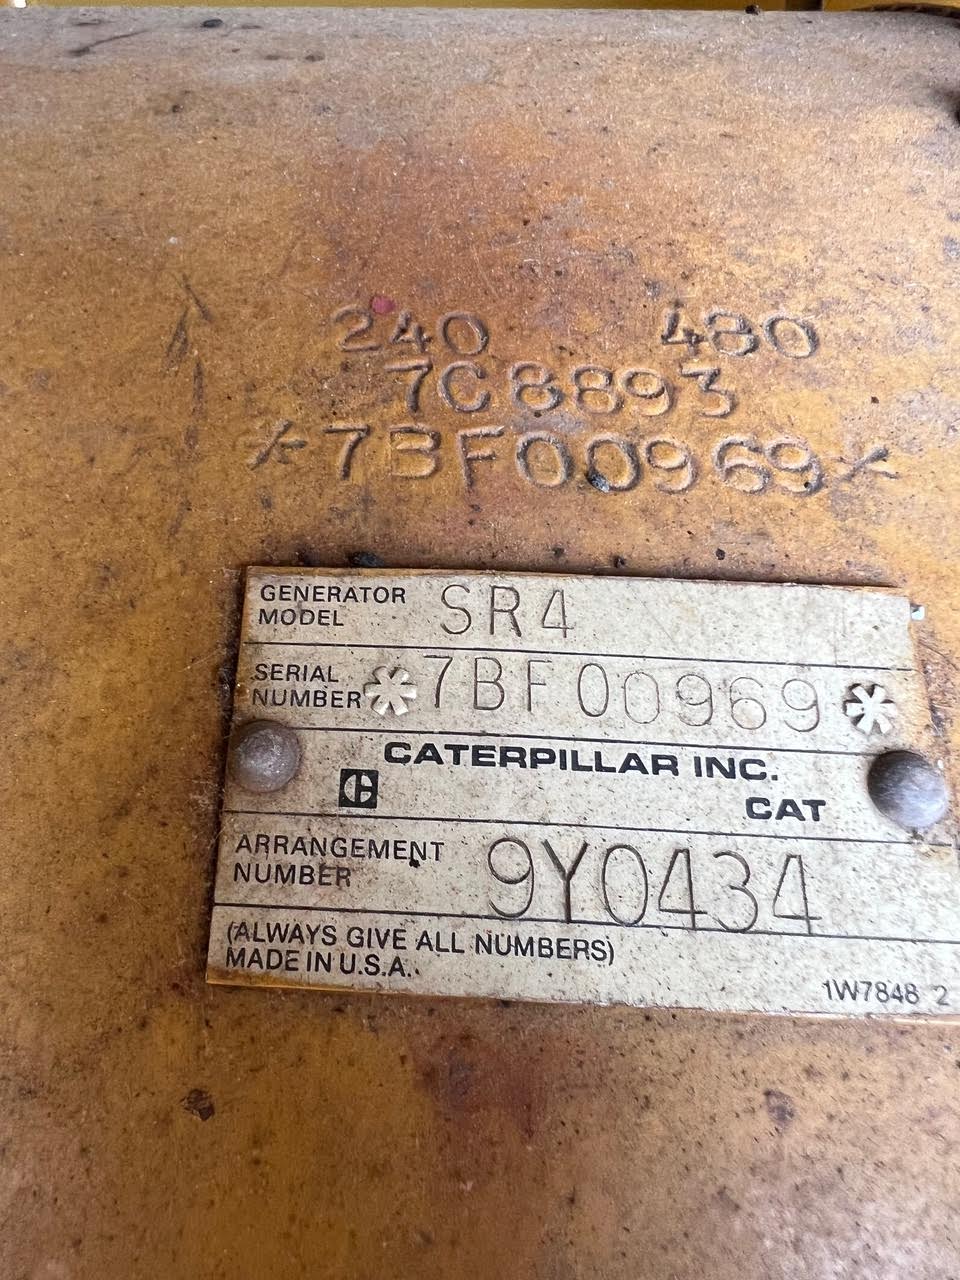 240 480
7C8893
*7BF00969*
GENERATOR MODEL SR4
SERIAL NUMBER *7BF00969*
CATERPILLAR INC.
CAT
ARRANGEMENT NUMBER 9Y0434
(ALWAYS GIVE ALL NUMBERS)
MADE IN U.S.A.
1W7848 2